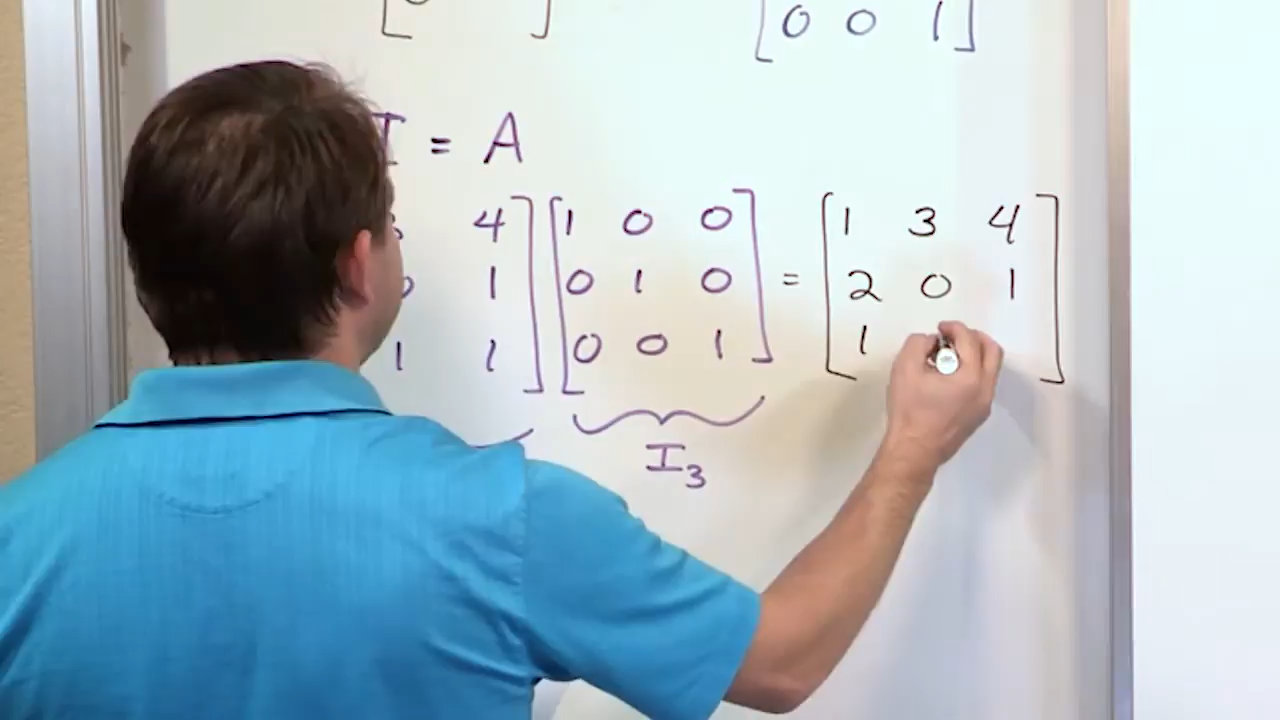 0 0 1
I = A
4 1 0 0 1 3 4
1 0 1 0 = 2 0 1
1 1 0 0 1 1
I₃